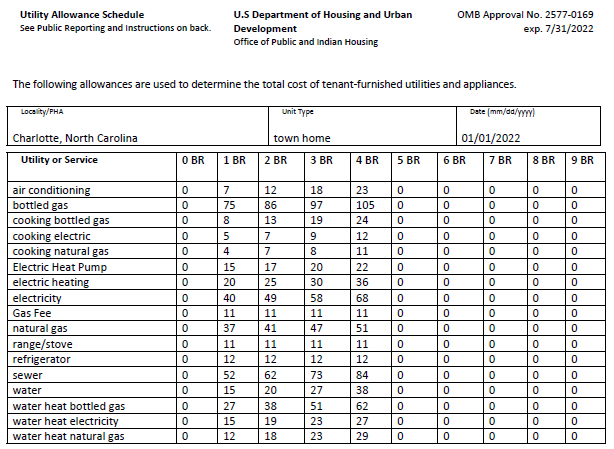 Utility Allowance Schedule
See Public Reporting and Instructions on back.
U.S Department of Housing and Urban
Development
Office of Public and Indian Housing
OMB Approval No. 2577-0169
exp. 7/31/2022
The following allowances are used to determine the total cost of tenant-furnished utilities and appliances.
Locality/PHA Unit Type Date (mm/dd/yyyy)
Charlotte, North Carolina town home 01/01/2022
Utility or Service 0 BR 1 BR 2 BR 3 BR 4 BR 5 BR 6 BR 7 BR 8 BR 9 BR
air conditioning 0 7 12 18 23 0 0 0 0 0
bottled gas 0 75 86 97 105 0 0 0 0 0
cooking bottled gas 0 8 13 19 24 0 0 0 0 0
cooking electric 0 5 7 9 12 0 0 0 0 0
cooking natural gas 0 4 7 8 11 0 0 0 0 0
Electric Heat Pump 0 15 17 20 22 0 0 0 0 0
electric heating 0 20 25 30 36 0 0 0 0 0
electricity 0 40 49 58 68 0 0 0 0 0
Gas Fee 0 11 11 11 11 0 0 0 0 0
natural gas 0 37 41 47 51 0 0 0 0 0
range/stove 0 11 11 11 11 0 0 0 0 0
refrigerator 0 12 12 12 12 0 0 0 0 0
sewer 0 52 62 73 84 0 0 0 0 0
water 0 15 20 27 38 0 0 0 0 0
water heat bottled gas 0 27 38 51 62 0 0 0 0 0
water heat electricity 0 15 19 23 27 0 0 0 0 0
water heat natural gas 0 12 18 23 29 0 0 0 0 0